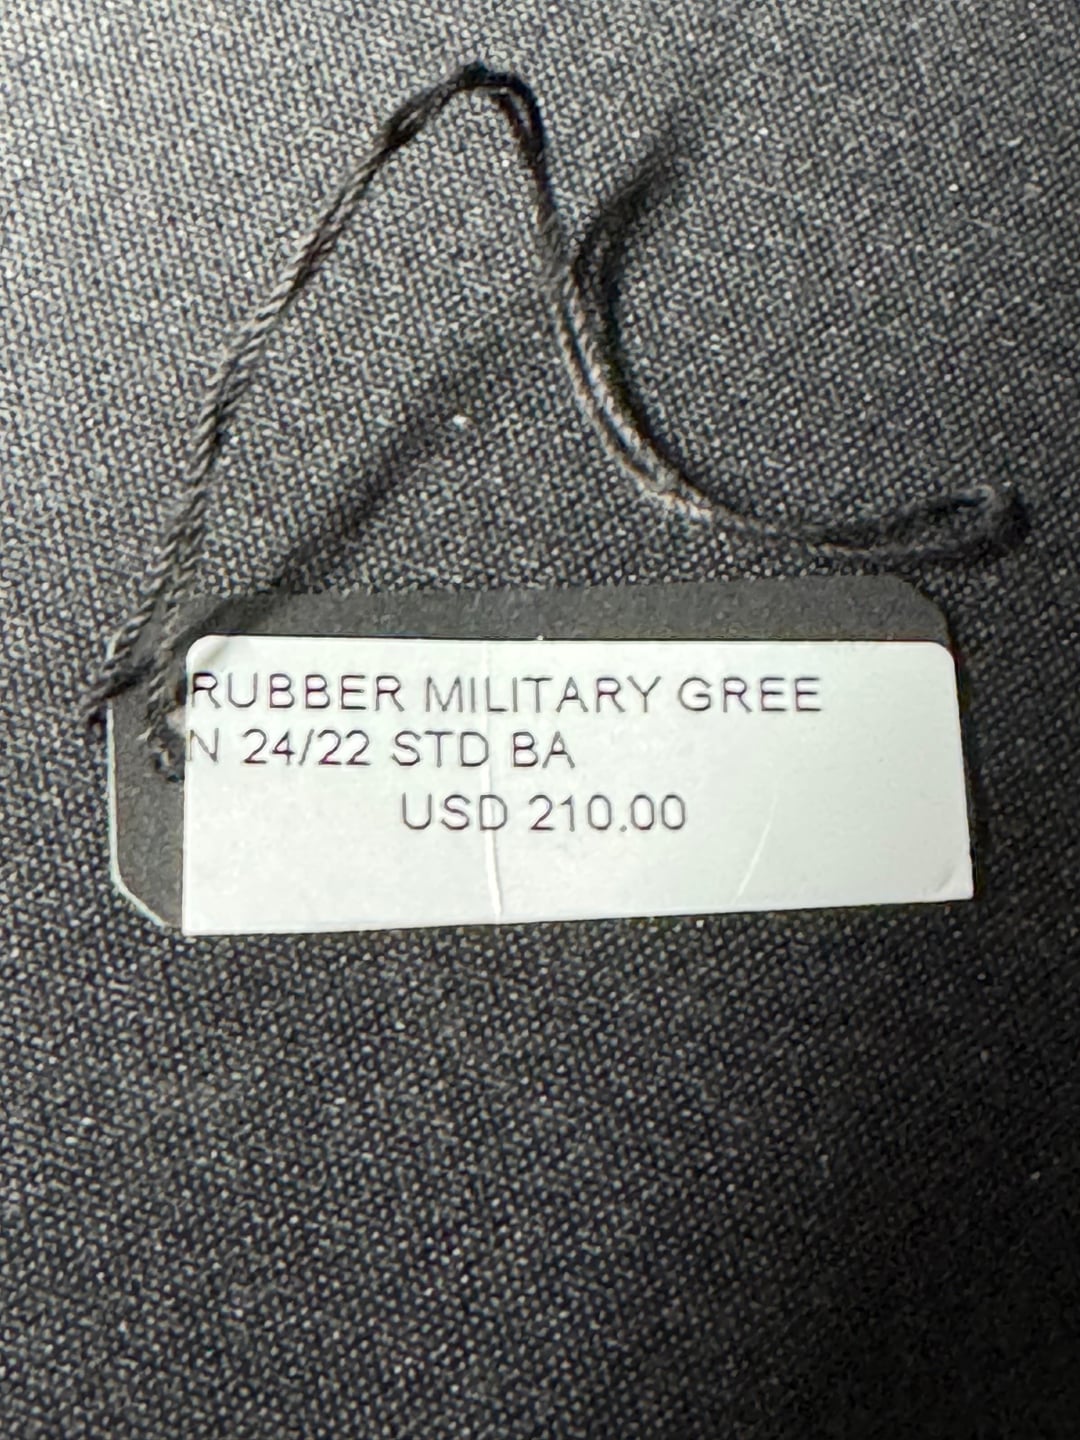 RUBBER MILITARY GREE
N 24/22 STD BA
USD 210.00